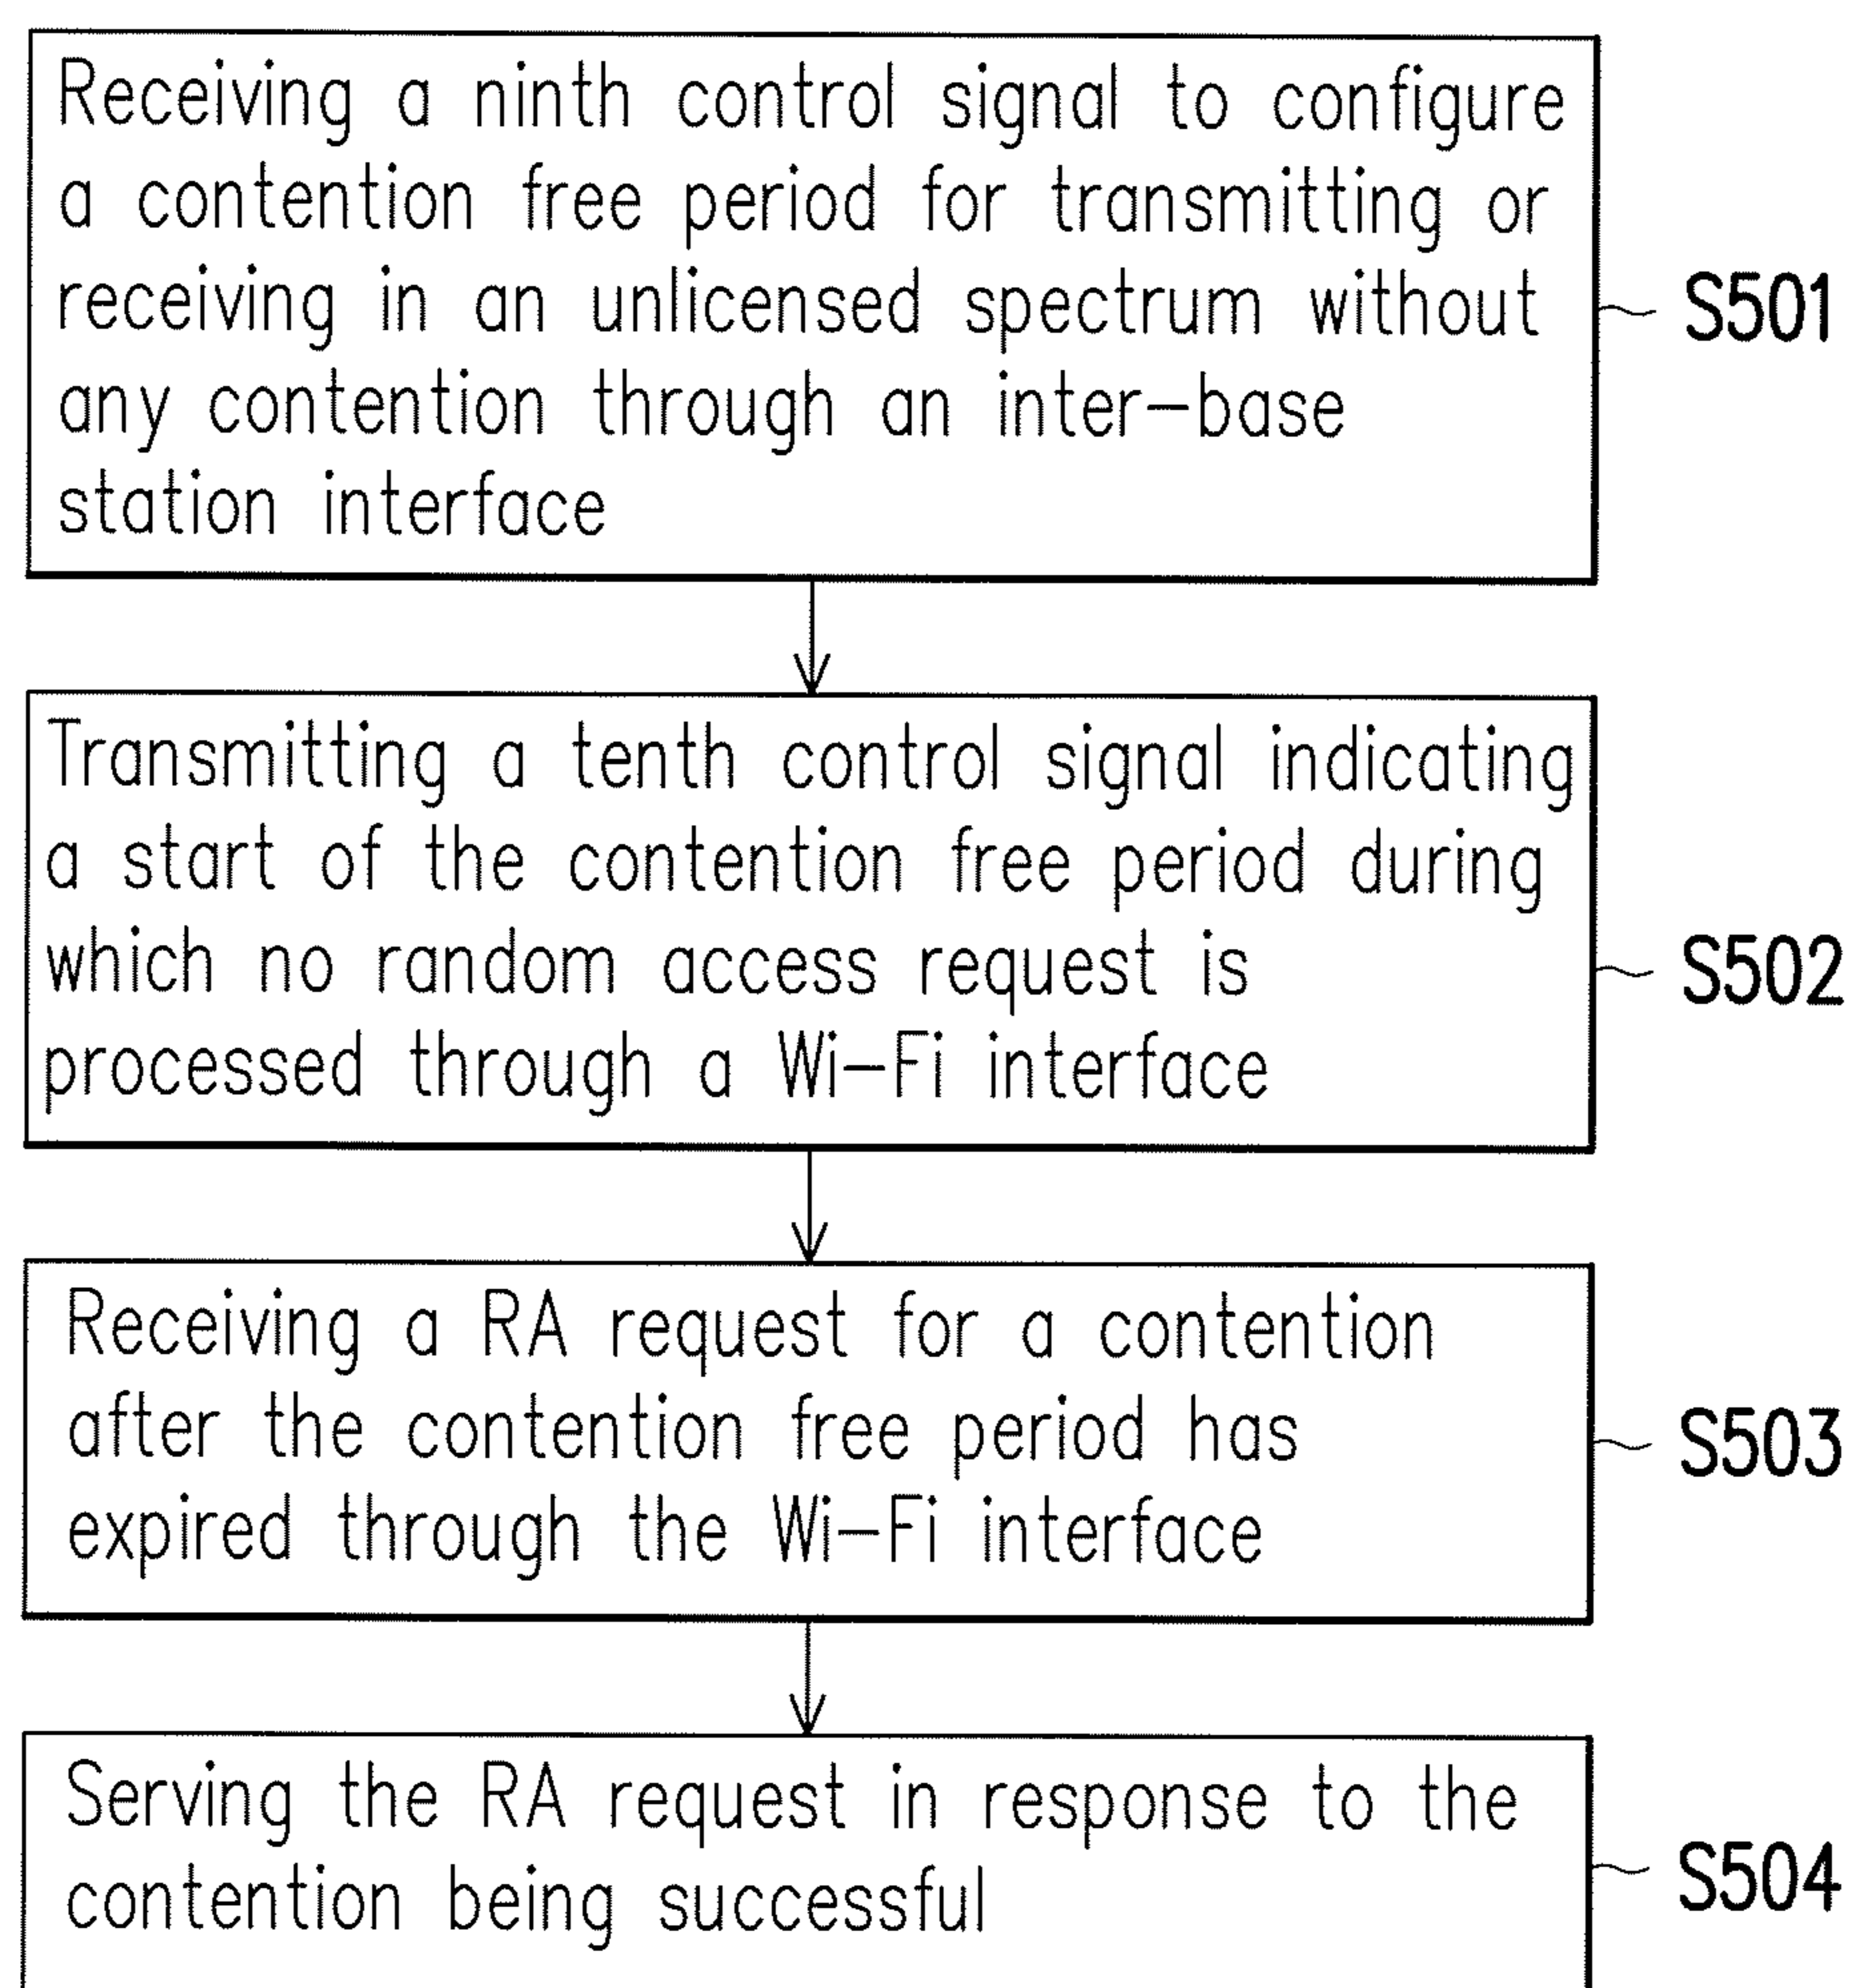 Receiving a ninth control signal to configure
a contention free period for transmitting or
receiving in an unlicensed spectrum without
any contention through an inter-base
station interface
S501
Transmitting a tenth control signal indicating
a start of the contention free period during
which no random access request is
processed through a Wi-Fi interface
S502
Receiving a RA request for a contention
after the contention free period has
expired through the Wi-Fi interface
S503
Serving the RA request in response to the
contention being successful
S504